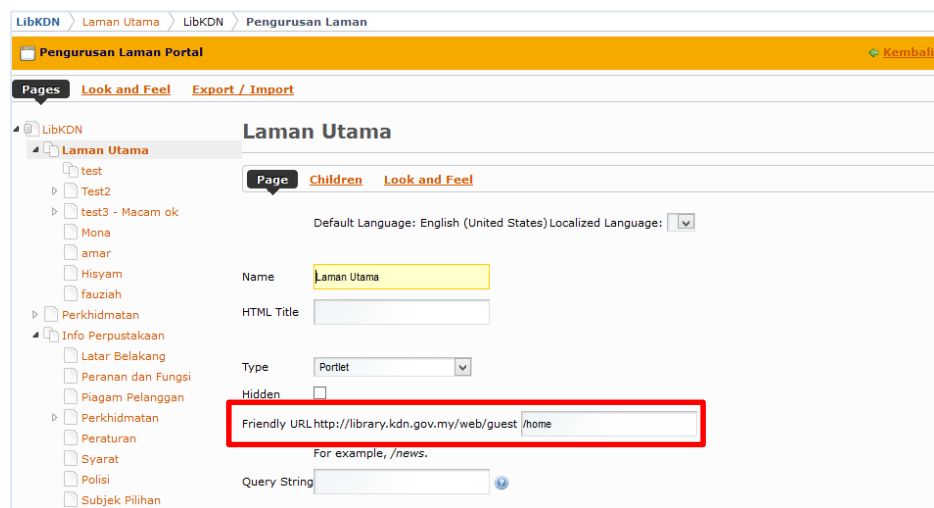 LibKDN Laman Utama LibKDN Pengurusan Laman
Pengurusan Laman Portal Kembali
Pages Look and Feel Export / Import
LibKDN
Laman Utama
test
Test2
test3 - Macam ok
Mona
amar
Hisyam
fauziah
Perkhidmatan
Info Perpustakaan
Latar Belakang
Peranan dan Fungsi
Piagam Pelanggan
Perkhidmatan
Peraturan
Syarat
Polisi
Subjek Pilihan
Laman Utama
Page Children Look and Feel
Default Language: English (United States) Localized Language:
Name Laman Utama
HTML Title
Type Portlet
Hidden
Friendly URL http://library.kdn.gov.my/web/guest /home
For example, /news.
Query String